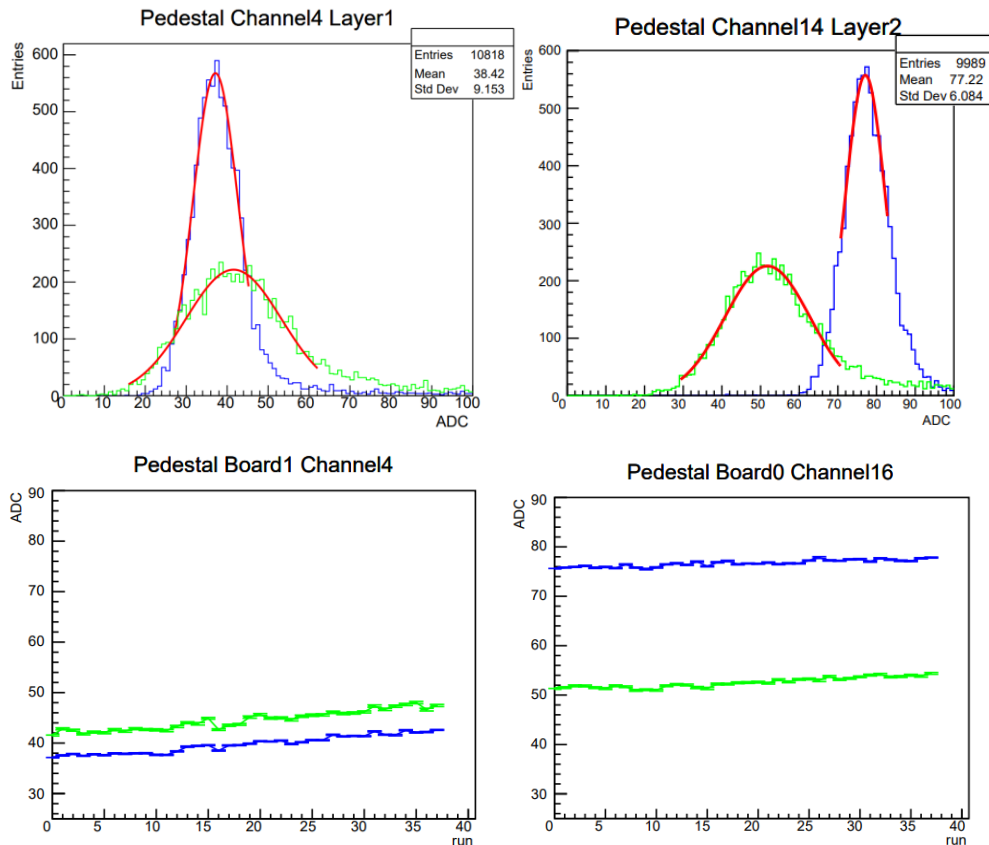 Pedestal Channel4 Layer1
Entries
600
500
400
300
200
100
0
0 10 20 30 40 50 60 70 80 90 100
ADC
Entries 10818
Mean 38.42
Std Dev 9.153
Pedestal Channel14 Layer2
Entries
600
500
400
300
200
100
0
0 10 20 30 40 50 60 70 80 90 100
ADC
Entries 9989
Mean 77.22
Std Dev 6.084
Pedestal Board1 Channel4
ADC
90
80
70
60
50
40
30
0 5 10 15 20 25 30 35 40
run
Pedestal Board0 Channel16
ADC
90
80
70
60
50
40
30
0 5 10 15 20 25 30 35 40
run